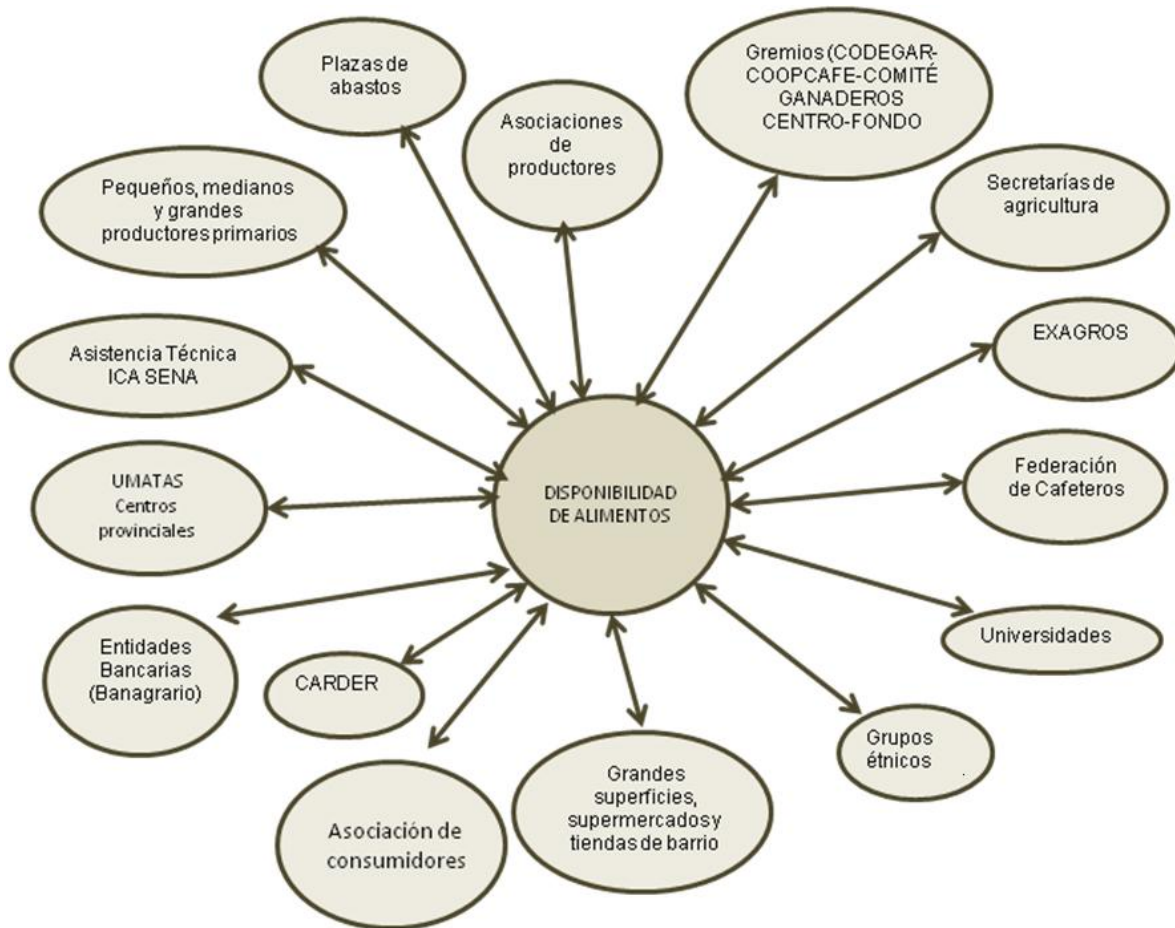 Plazas de
abastos
Asociaciones
de
productores
Gremios (CODEGAR-
COOPCAFE-COMITÉ
GANADEROS
CENTRO-FONDO
Pequeños, medianos
y grandes
productores primarios
Secretarías de
agricultura
Asistencia Técnica
ICA SENA
EXAGROS
UMATAS
Centros
provinciales
DISPONIBILIDAD
DE ALIMENTOS
Federación
de Cafeteros
Entidades
Bancarias
(Banagrario)
CARDER
Universidades
Asociación de
consumidores
Grandes
superficies,
supermercados y
tiendas de barrio
Grupos
étnicos
.